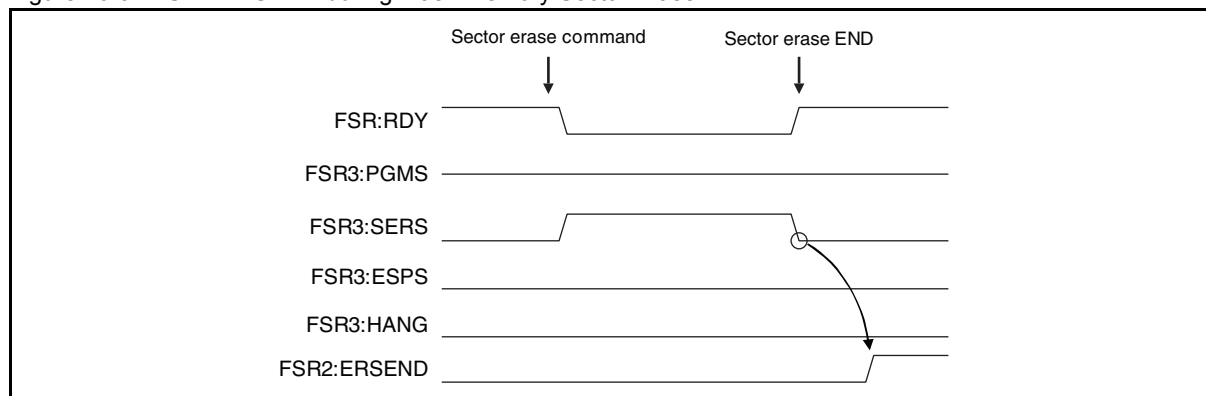 Sector erase command Sector erase END
FSR:RDY
FSR3:PGMS
FSR3:SERS
FSR3:ESPS
FSR3:HANG
FSR2:ERSEND